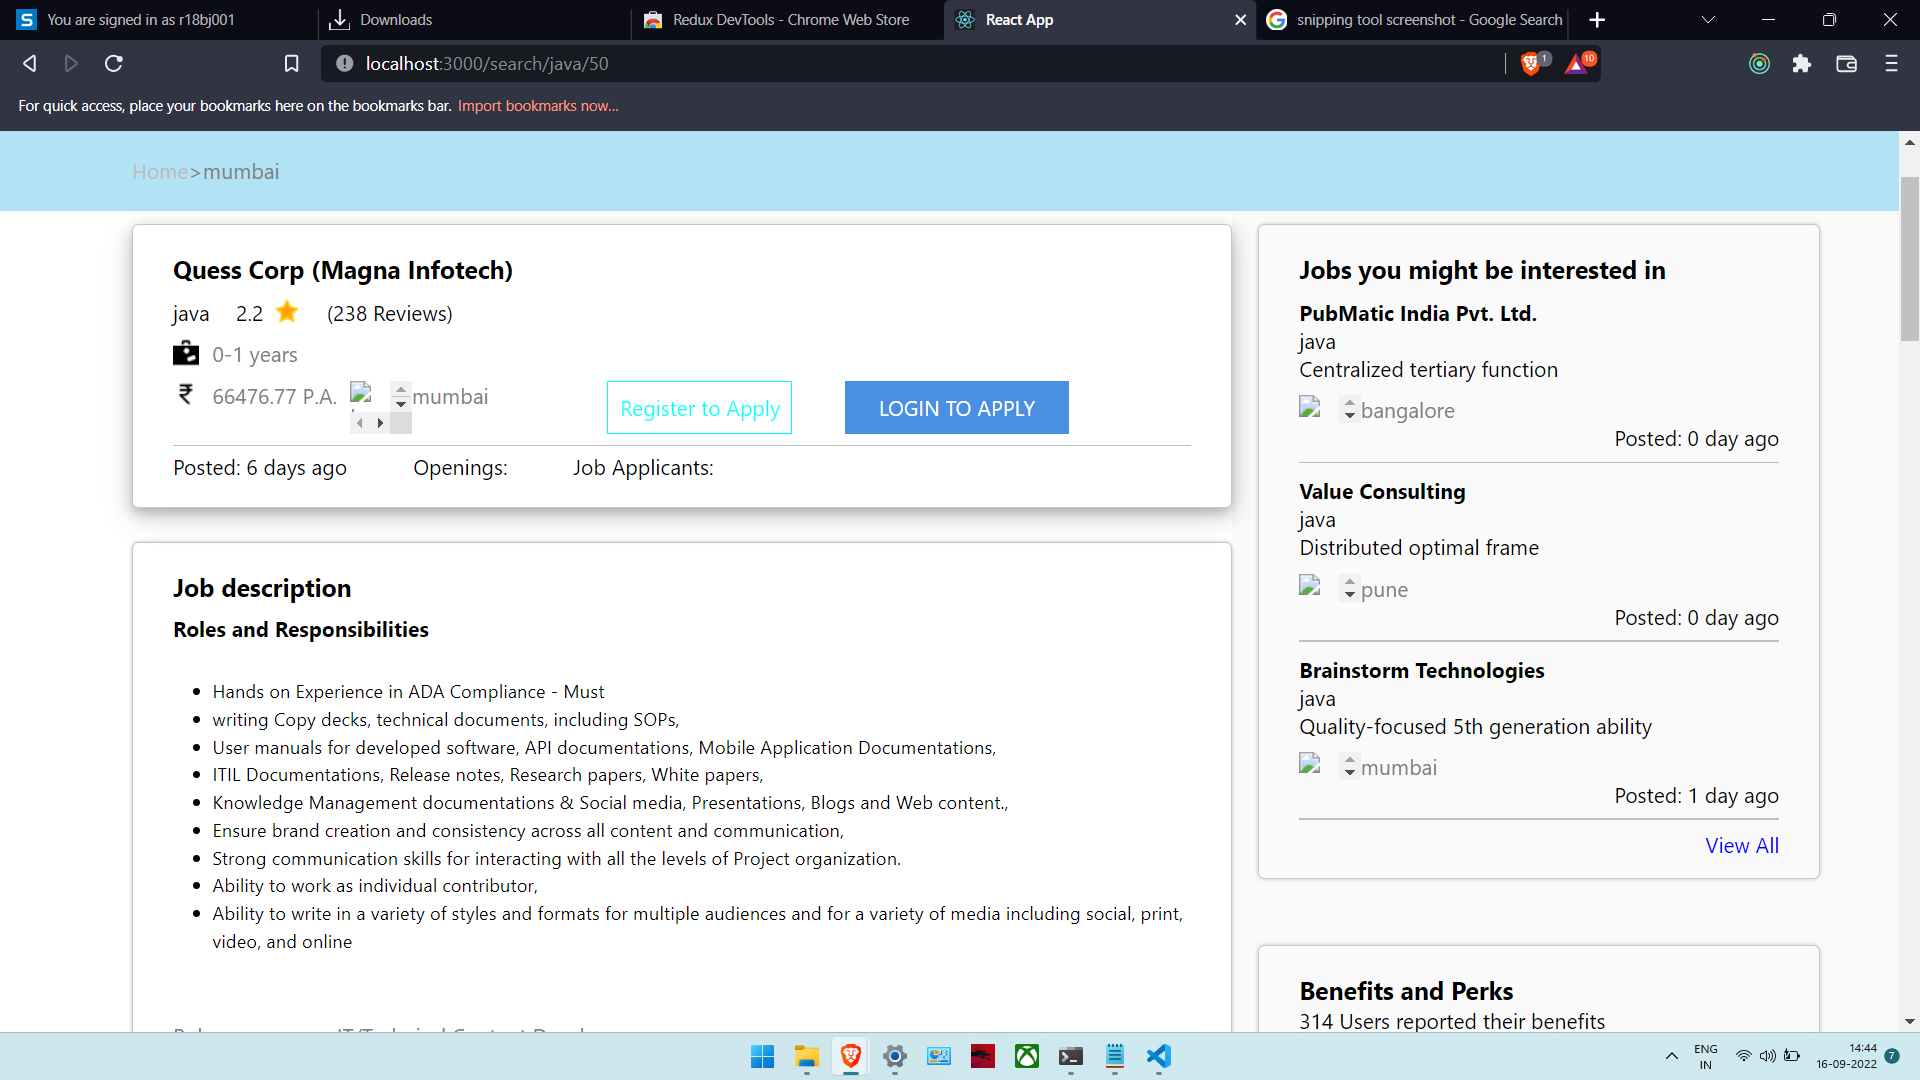 You are signed in as r18bj001
Downloads
Redux DevTools - Chrome Web Store
React App
snipping tool screenshot - Google Search
localhost:3000/search/java/50
1
10
For quick access, place your bookmarks here on the bookmarks bar. Import bookmarks now...
Home>mumbai
Quess Corp (Magna Infotech)
java 2.2 (238 Reviews)
0-1 years
₹ 66476.77 P.A. mumbai
Register to Apply
LOGIN TO APPLY
Posted: 6 days ago Openings: Job Applicants:
Job description
Roles and Responsibilities
Hands on Experience in ADA Compliance - Must
writing Copy decks, technical documents, including SOPs,
User manuals for developed software, API documentations, Mobile Application Documentations,
ITIL Documentations, Release notes, Research papers, White papers,
Knowledge Management documentations & Social media, Presentations, Blogs and Web content.,
Ensure brand creation and consistency across all content and communication,
Strong communication skills for interacting with all the levels of Project organization.
Ability to work as individual contributor,
Ability to write in a variety of styles and formats for multiple audiences and for a variety of media including social, print,
video, and online
Jobs you might be interested in
PubMatic India Pvt. Ltd.
java
Centralized tertiary function
bangalore
Posted: 0 day ago
Value Consulting
java
Distributed optimal frame
pune
Posted: 0 day ago
Brainstorm Technologies
java
Quality-focused 5th generation ability
mumbai
Posted: 1 day ago
View All
Benefits and Perks
314 Users reported their benefits
ENG
IN
14:44
16-09-2022
7